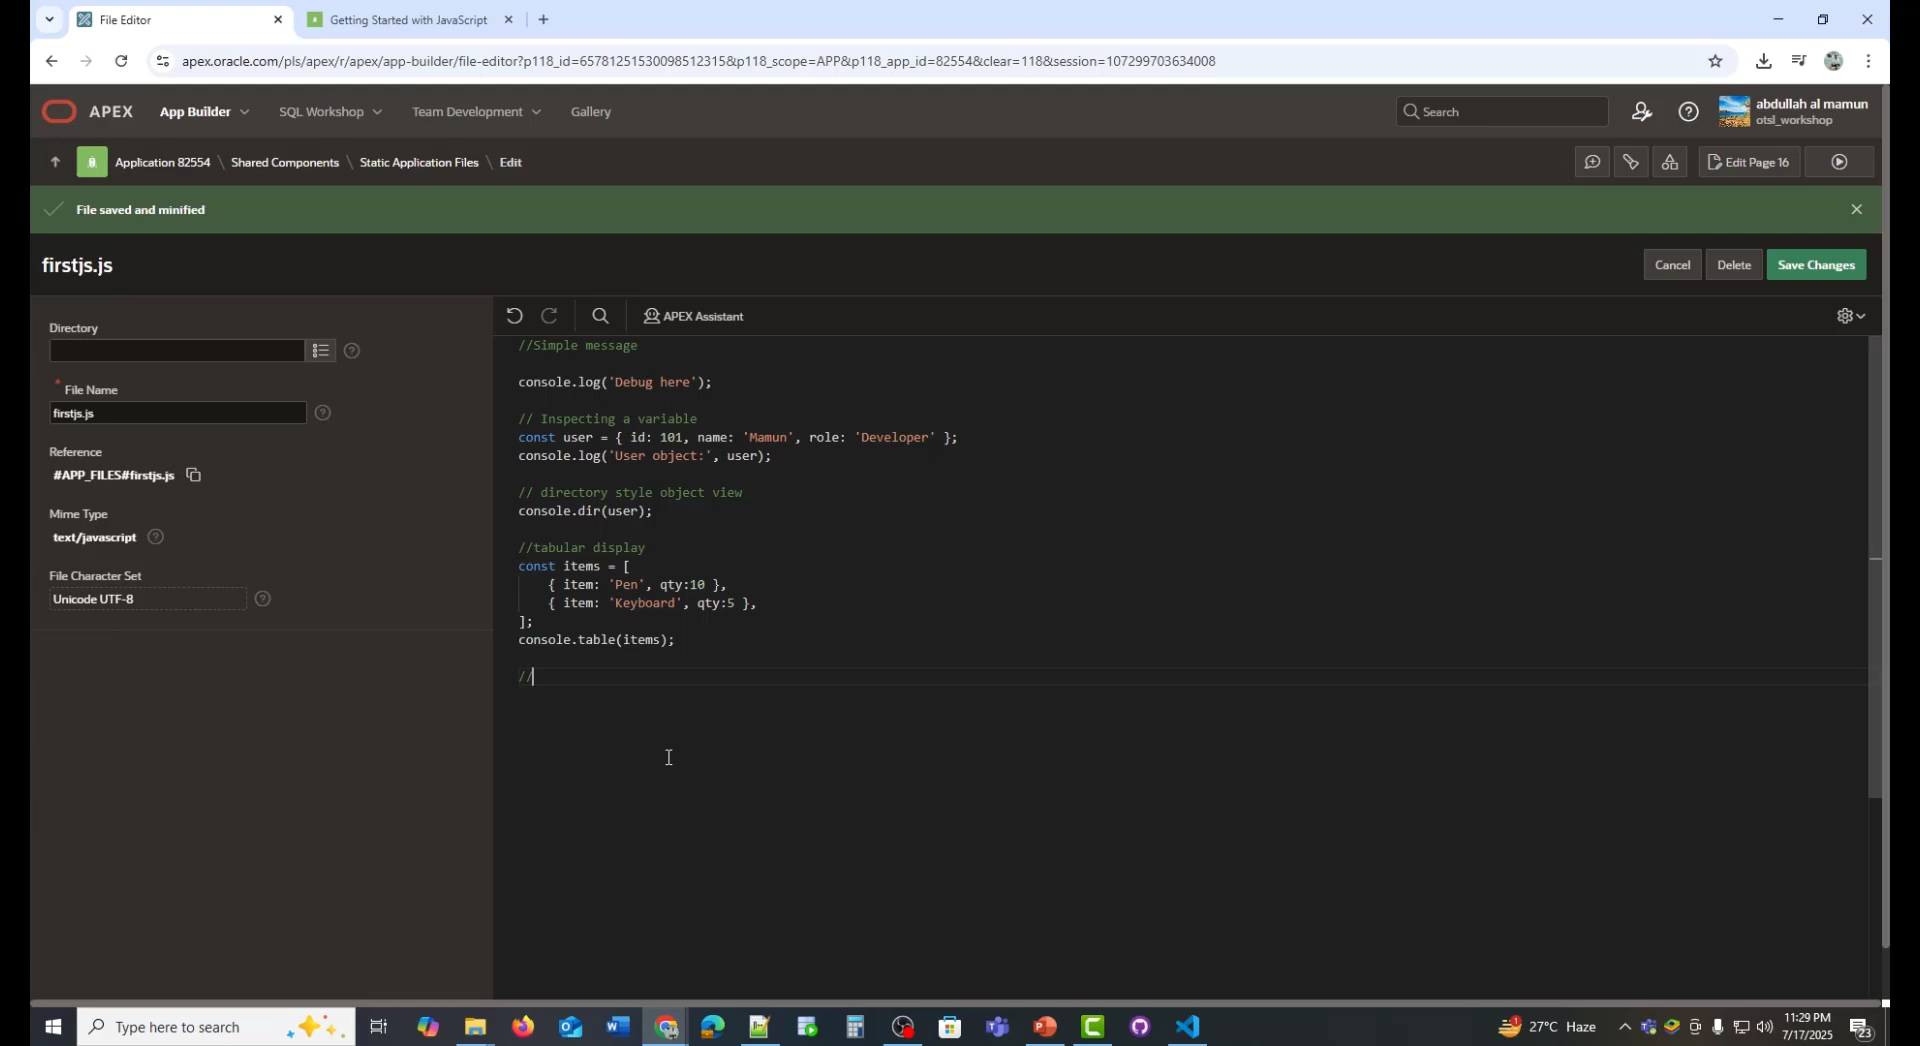 File Editor
Getting Started with JavaScript
apex.oracle.com/pls/apex/r/apex/app-builder/file-editor?p118_id=65781251530098512315&p118_scope=APP&p118_app_id=82554&clear=118&session=107299703634008
APEX App Builder SQL Workshop Team Development Gallery
Search
abdullah al mamun
otsl_workshop
Application 82554 \ Shared Components \ Static Application Files \ Edit
Edit Page 16
File saved and minified
firstjs.js
Cancel Delete Save Changes
Directory
* File Name
firstjs.js
Reference
#APP_FILES#firstjs.js
Mime Type
text/javascript
File Character Set
Unicode UTF-8
APEX Assistant
//Simple message
console.log('Debug here');
// Inspecting a variable
const user = { id: 101, name: 'Mamun', role: 'Developer' };
console.log('User object:', user);
// directory style object view
console.dir(user);
//tabular display
const items = [
{ item: 'Pen', qty:10 },
{ item: 'Keyboard', qty:5 },
];
console.table(items);
//
Type here to search
27°C Haze
11:29 PM
7/17/2025
23